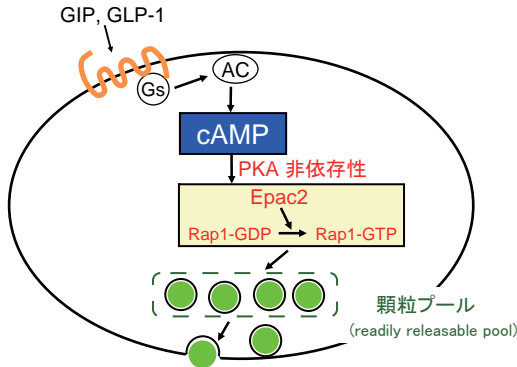 GIP, GLP-1
Gs
AC
cAMP
PKA 非依存性
Epac2
Rap1-GDP
Rap1-GTP
顆粒プール
(readily releasable pool)